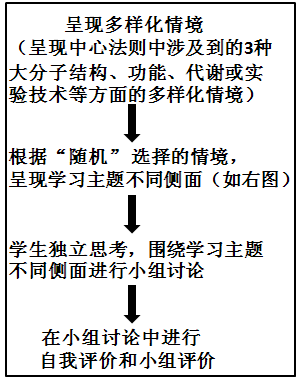 呈现多样化情境
（呈现中心法则中涉及到的3种
大分子结构、功能、代谢或实
验技术等方面的多样化情境）
根据“随机”选择的情境，
呈现学习主题不同侧面（如右图）
学生独立思考，围绕学习主题
不同侧面进行小组讨论
在小组讨论中进行
自我评价和小组评价